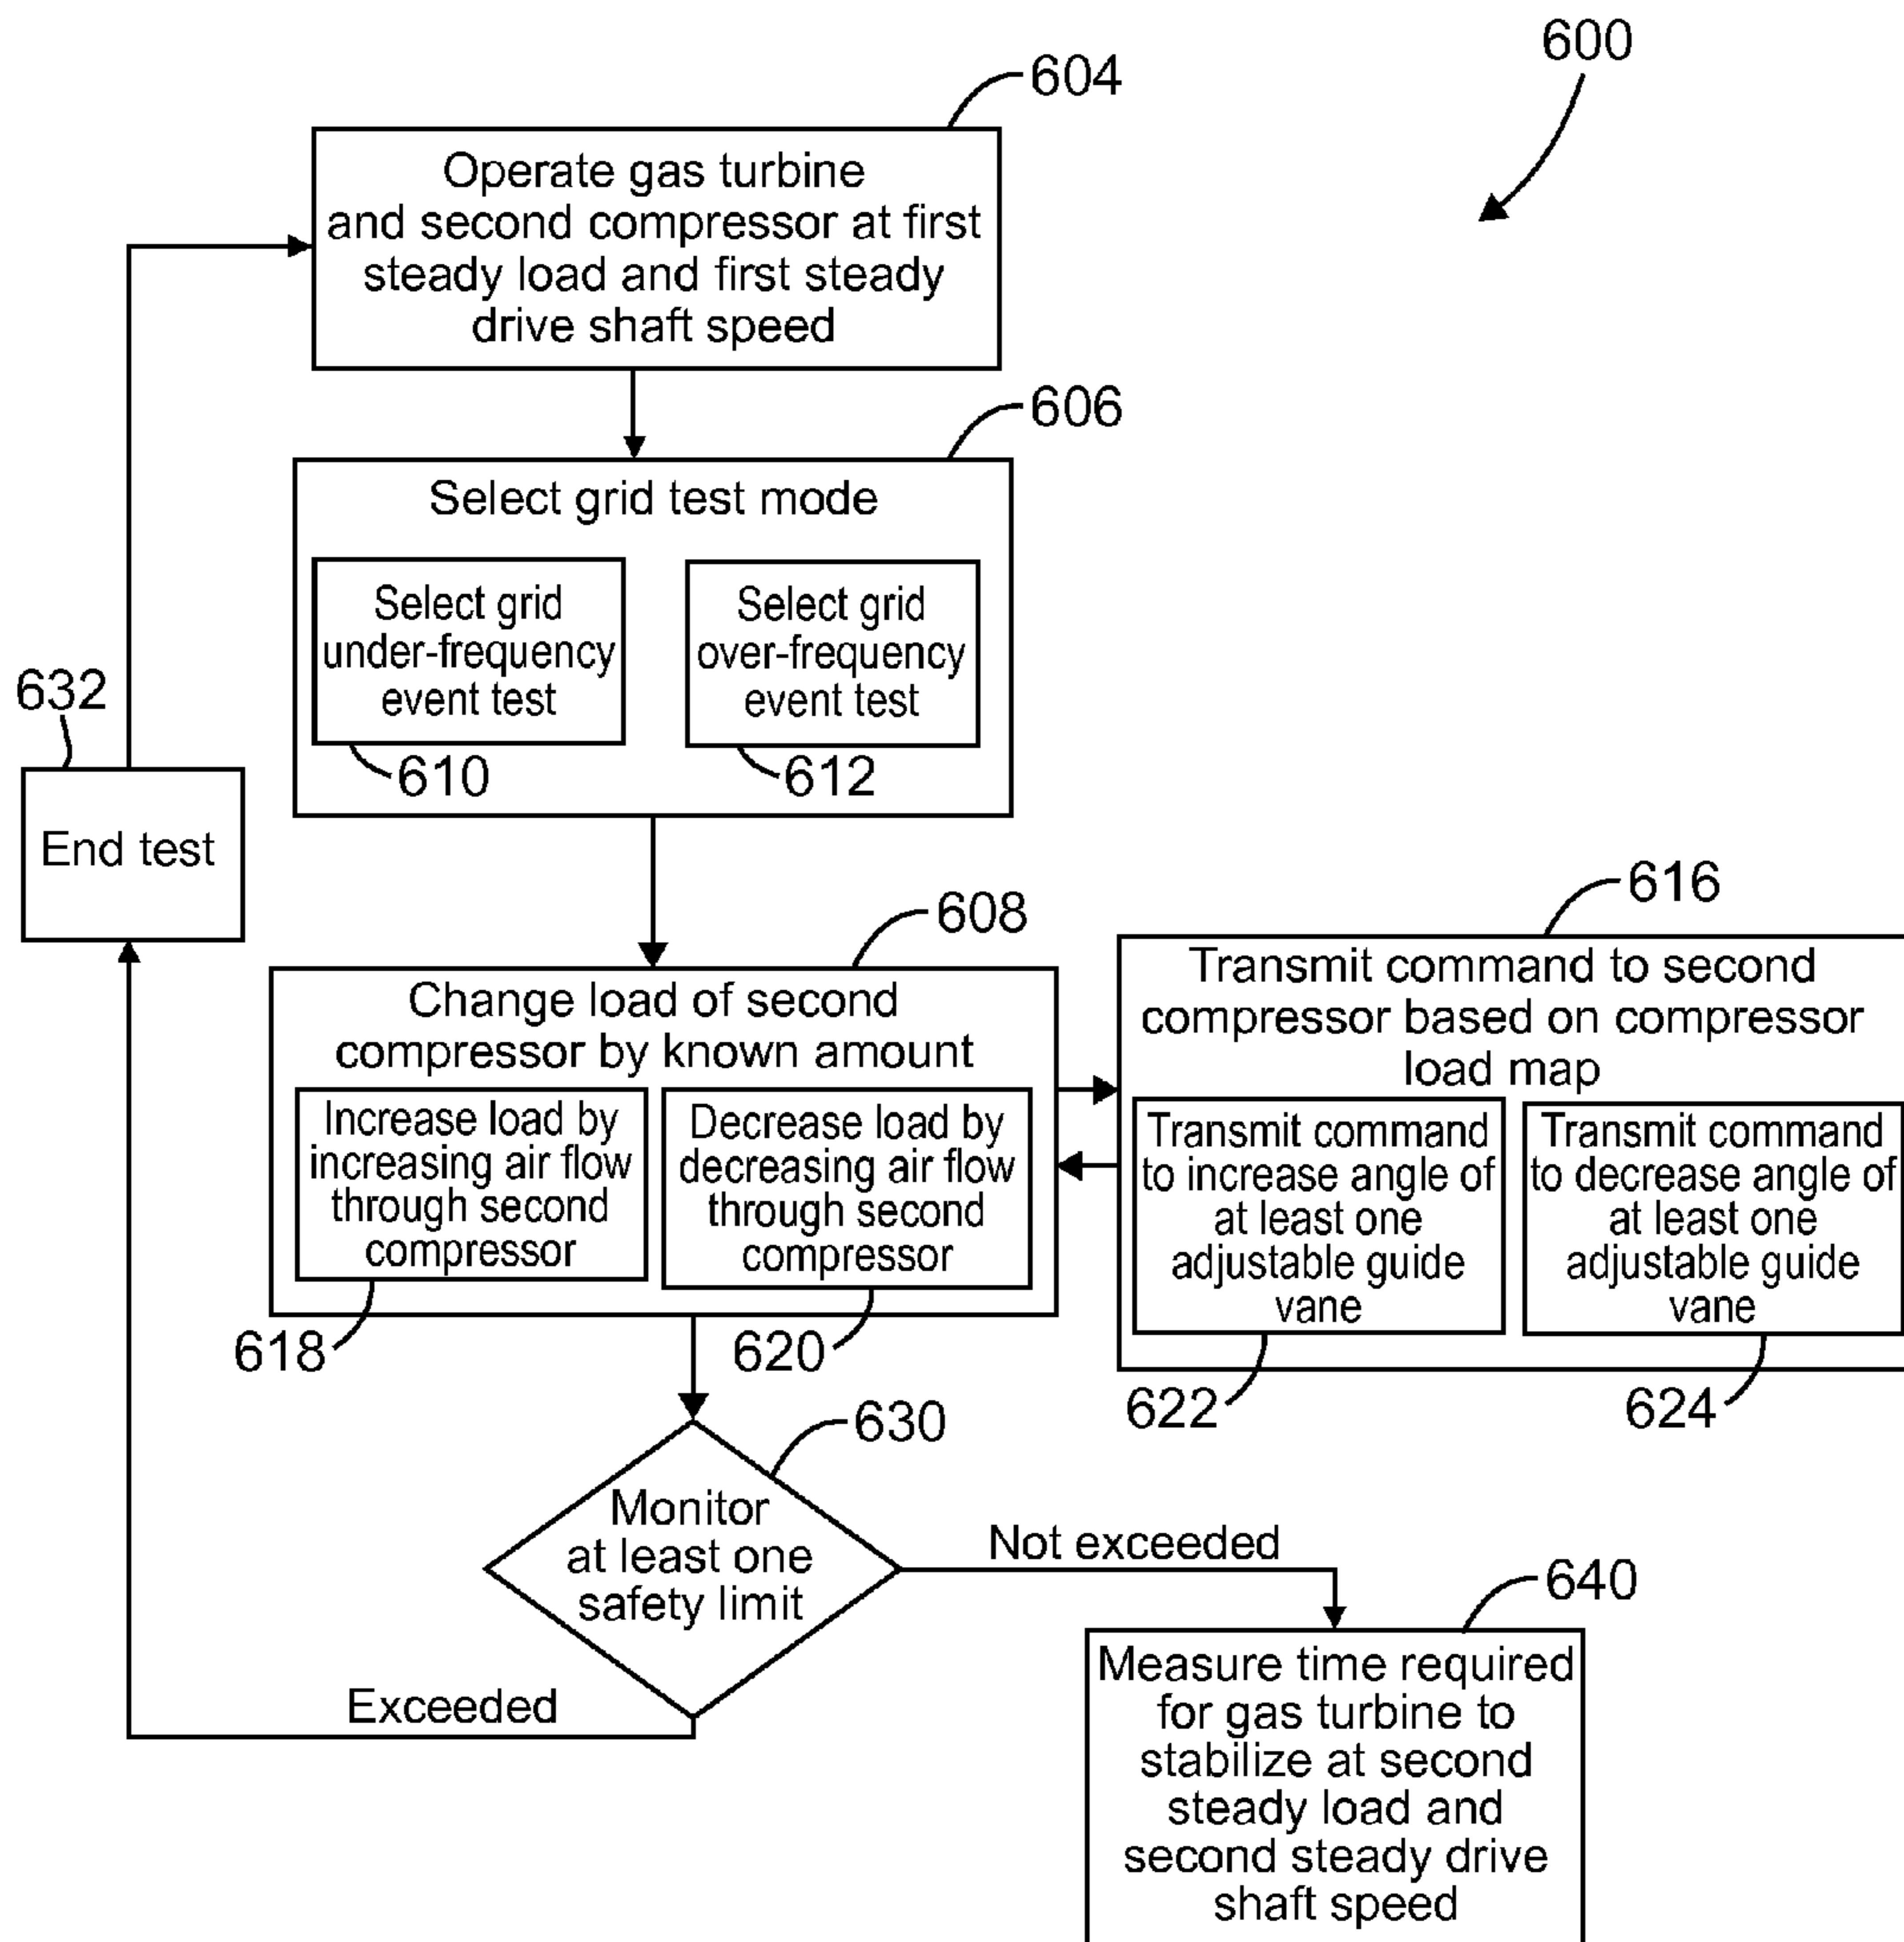 600
604
Operate gas turbine
and second compressor at first
steady load and first steady
drive shaft speed
606
Select grid test mode
Select grid
under-frequency
event test
610
Select grid
over-frequency
event test
612
632
End test
608
Change load of second
compressor by known amount
Increase load by
increasing air flow
through second
compressor
618
Decrease load by
decreasing air flow
through second
compressor
620
616
Transmit command to second
compressor based on compressor
load map
Transmit command
to increase angle of
at least one
adjustable guide
vane
622
Transmit command
to decrease angle of
at least one
adjustable guide
vane
624
630
Monitor
at least one
safety limit
Not exceeded
Exceeded
640
Measure time required
for gas turbine to
stabilize at second
steady load and
second steady drive
shaft speed